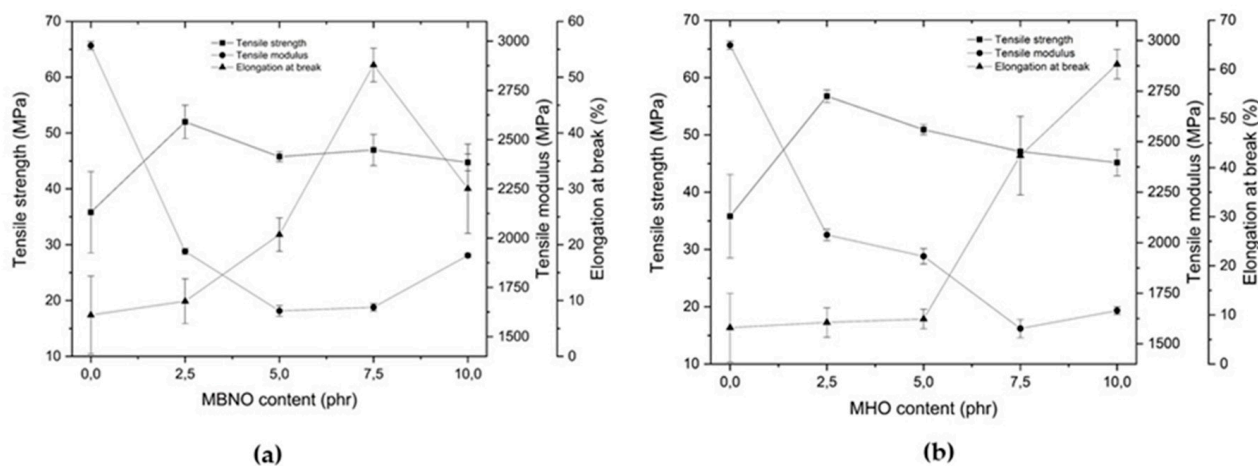 70
60
50
40
30
20
10
Tensile strength (MPa)
Tensile strength
Tensile modulus
Elongation at break
3000
2750
2500
2250
2000
1750
1500
Tensile modulus (MPa)
60
50
40
30
20
10
0
Elongation at break (%)
0,0 2,5 5,0 7,5 10,0
MBNO content (phr)
(a)
70
60
50
40
30
20
10
Tensile strength (MPa)
Tensile strength
Tensile modulus
Elongation at break
3000
2750
2500
2250
2000
1750
1500
Tensile modulus (MPa)
70
60
50
40
30
20
10
0
Elongation at break (%)
0,0 2,5 5,0 7,5 10,0
MHO content (phr)
(b)